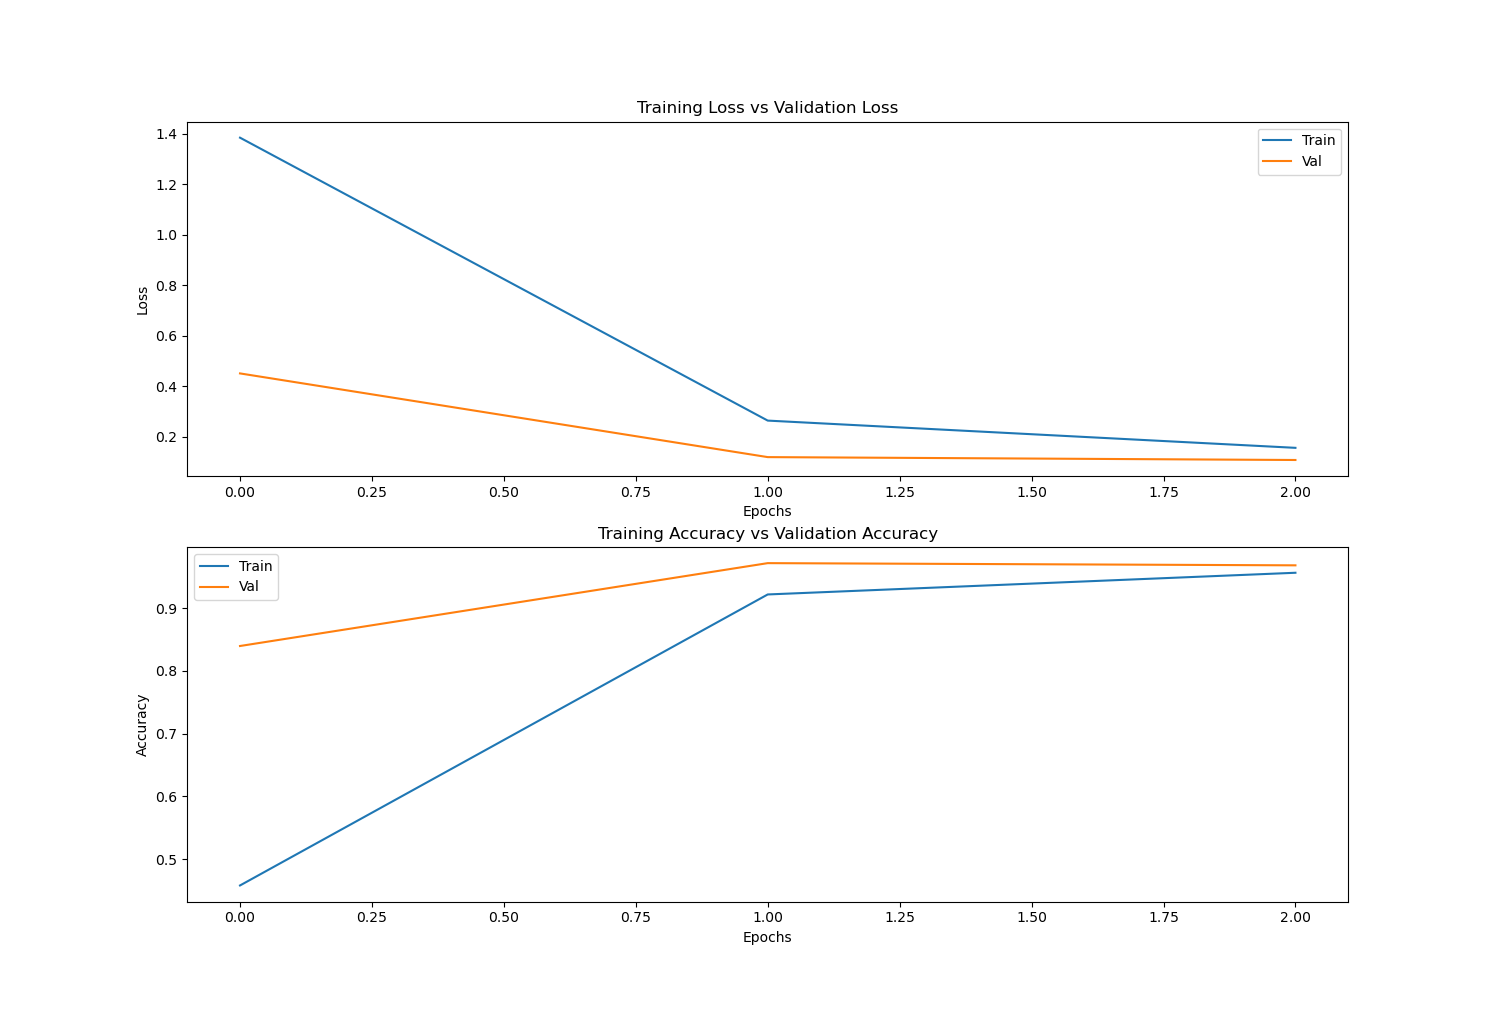 Training Loss vs Validation Loss
1.4
1.2
1.0
0.8
0.6
0.4
0.2
Loss
Train
Val
0.00 0.25 0.50 0.75 1.00 1.25 1.50 1.75 2.00
Epochs
Training Accuracy vs Validation Accuracy
Train
Val
0.9
0.8
0.7
0.6
0.5
Accuracy
0.00 0.25 0.50 0.75 1.00 1.25 1.50 1.75 2.00
Epochs